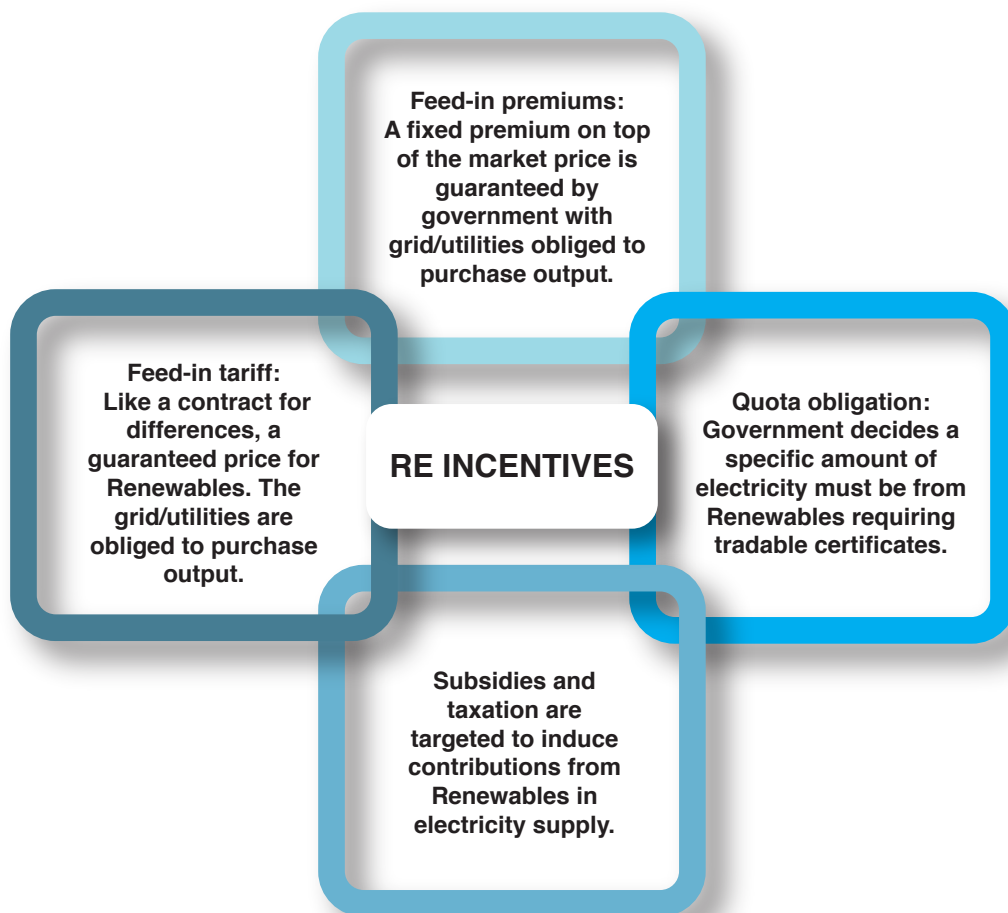 Feed-in premiums:
A fixed premium on top
of the market price is
guaranteed by
government with
grid/utilities obliged to
purchase output.
Feed-in tariff:
Like a contract for
differences, a
guaranteed price for
Renewables. The
grid/utilities are
obliged to purchase
output.
RE INCENTIVES
Quota obligation:
Government decides a
specific amount of
electricity must be from
Renewables requiring
tradable certificates.
Subsidies and
taxation are
targeted to induce
contributions from
Renewables in
electricity supply.